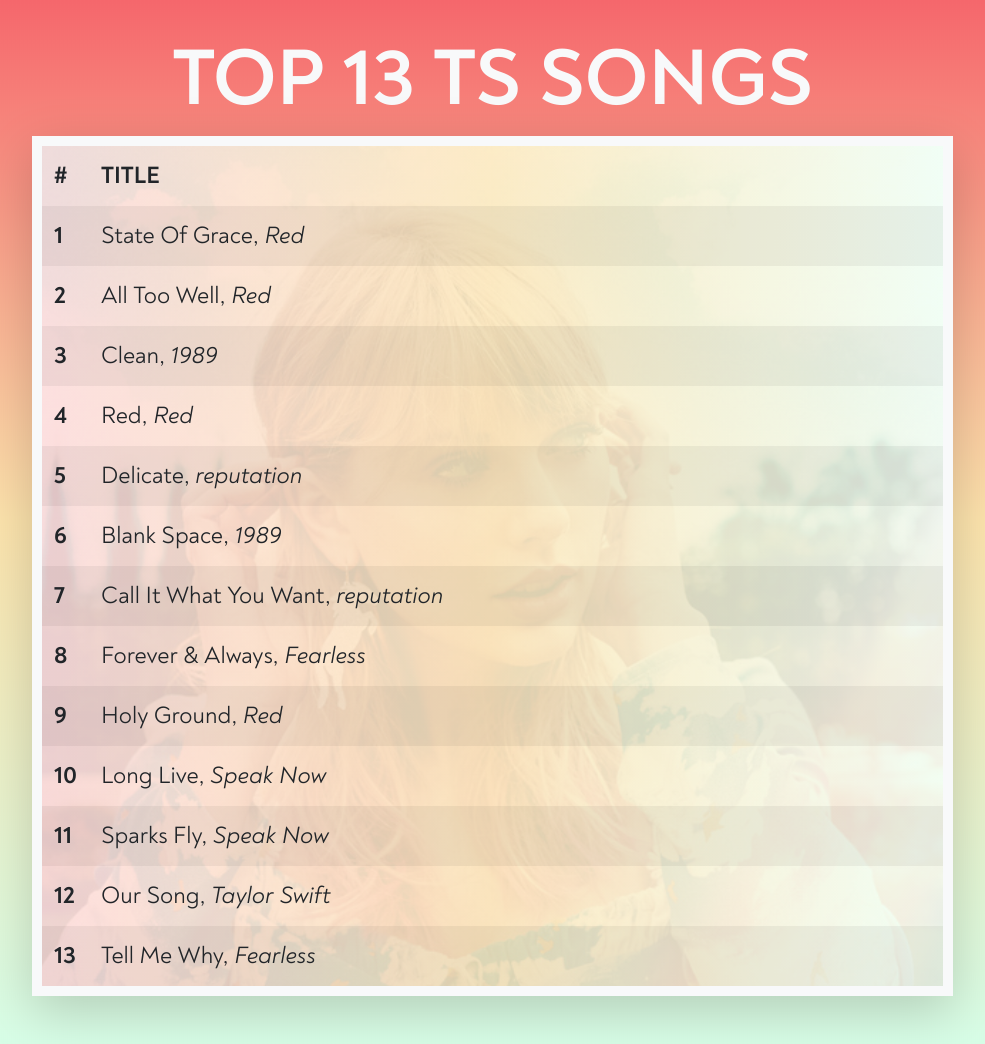 TOP 13 TS SONGS
# TITLE
1 State Of Grace, Red
2 All Too Well, Red
3 Clean, 1989
4 Red, Red
5 Delicate, reputation
6 Blank Space, 1989
7 Call It What You Want, reputation
8 Forever & Always, Fearless
9 Holy Ground, Red
10 Long Live, Speak Now
11 Sparks Fly, Speak Now
12 Our Song, Taylor Swift
13 Tell Me Why, Fearless